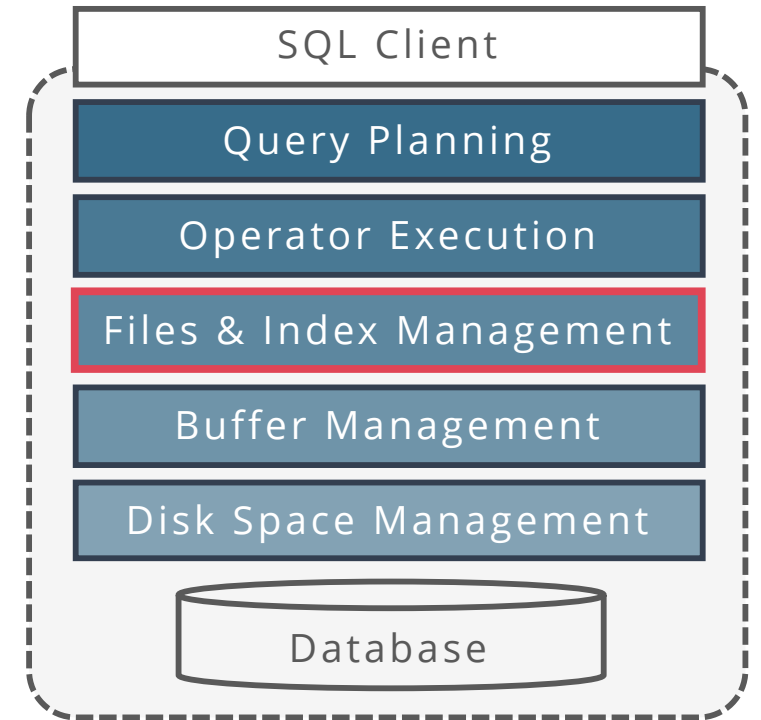 SQL Client
Query Planning
Operator Execution
Files & Index Management
Buffer Management
Disk Space Management
Database